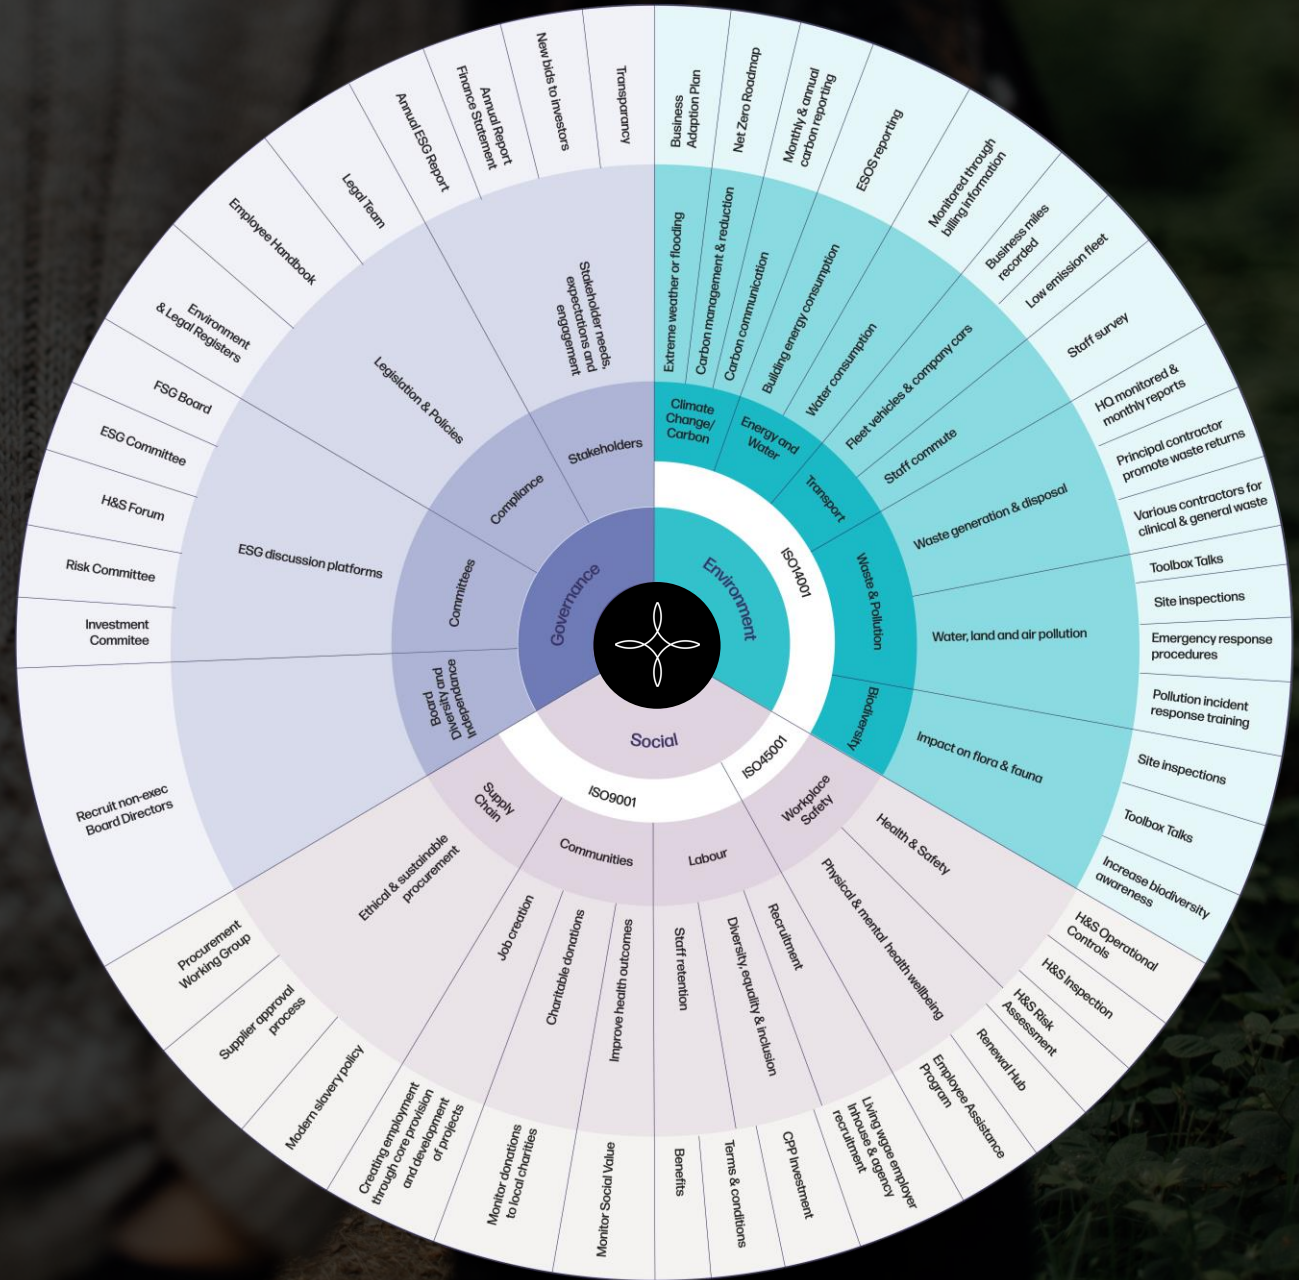 Governance
Environment
Social
ISO14001
ISO45001
ISO9001
Climate
Change/
Carbon
Energy and
Water
Transport
Waste & Pollution
Biodiversity
Workplace
Safety
Labour
Communities
Supply
Chain
Board
Diversity and
Independance
Committees
Compliance
Stakeholders
Extreme weather or flooding
Carbon management & reduction
Carbon communication
Building energy consumption
Water consumption
Fleet vehicles & company cars
Staff commute
Waste generation & disposal
Water, land and air pollution
Impact on flora & fauna
Health & Safety
Physical & mental health wellbeing
Recruitment
Diversity, equality & inclusion
Staff retention
Improve health outcomes
Charitable donations
Job creation
Ethical & sustainable
procurement
ESG discussion platforms
Legislation & Policies
Stakeholder needs,
expectations and
engagement
Business
Adaption Plan
Net Zero Roadmap
Monthly & annual
carbon reporting
ESOS reporting
Monitored through
billing information
Business miles
recorded
Low emission fleet
Staff survey
HQ monitored &
monthly reports
Principal contractor
promote waste returns
Various contractors for
clinical & general waste
Toolbox Talks
Site inspections
Emergency response
procedures
Pollution incident
response training
Site inspections
Toolbox Talks
Increase biodiversity
awareness
H&S Operational
Controls
H&S Inspection
H&S Risk
Assessment
Renewal Hub
Employee Assistance
Program
Living wgae employer
Inhouse & agency
recruitment
CPP Investment
Terms & conditions
Benefits
Monitor Social Value
Monitor donations
to local charities
Creating employment
through core provision
and development
of projects
Modern slavery policy
Supplier approval
process
Procurement
Working Group
Recruit non-exec
Board Directors
Investment
Commitee
Risk Committee
H&S Forum
ESG Committee
FSG Board
Environment
& Legal Registers
Employee Handbook
Legal Team
Annual ESG Report
Annual Report
Finance Statement
New bids to investors
Transparency